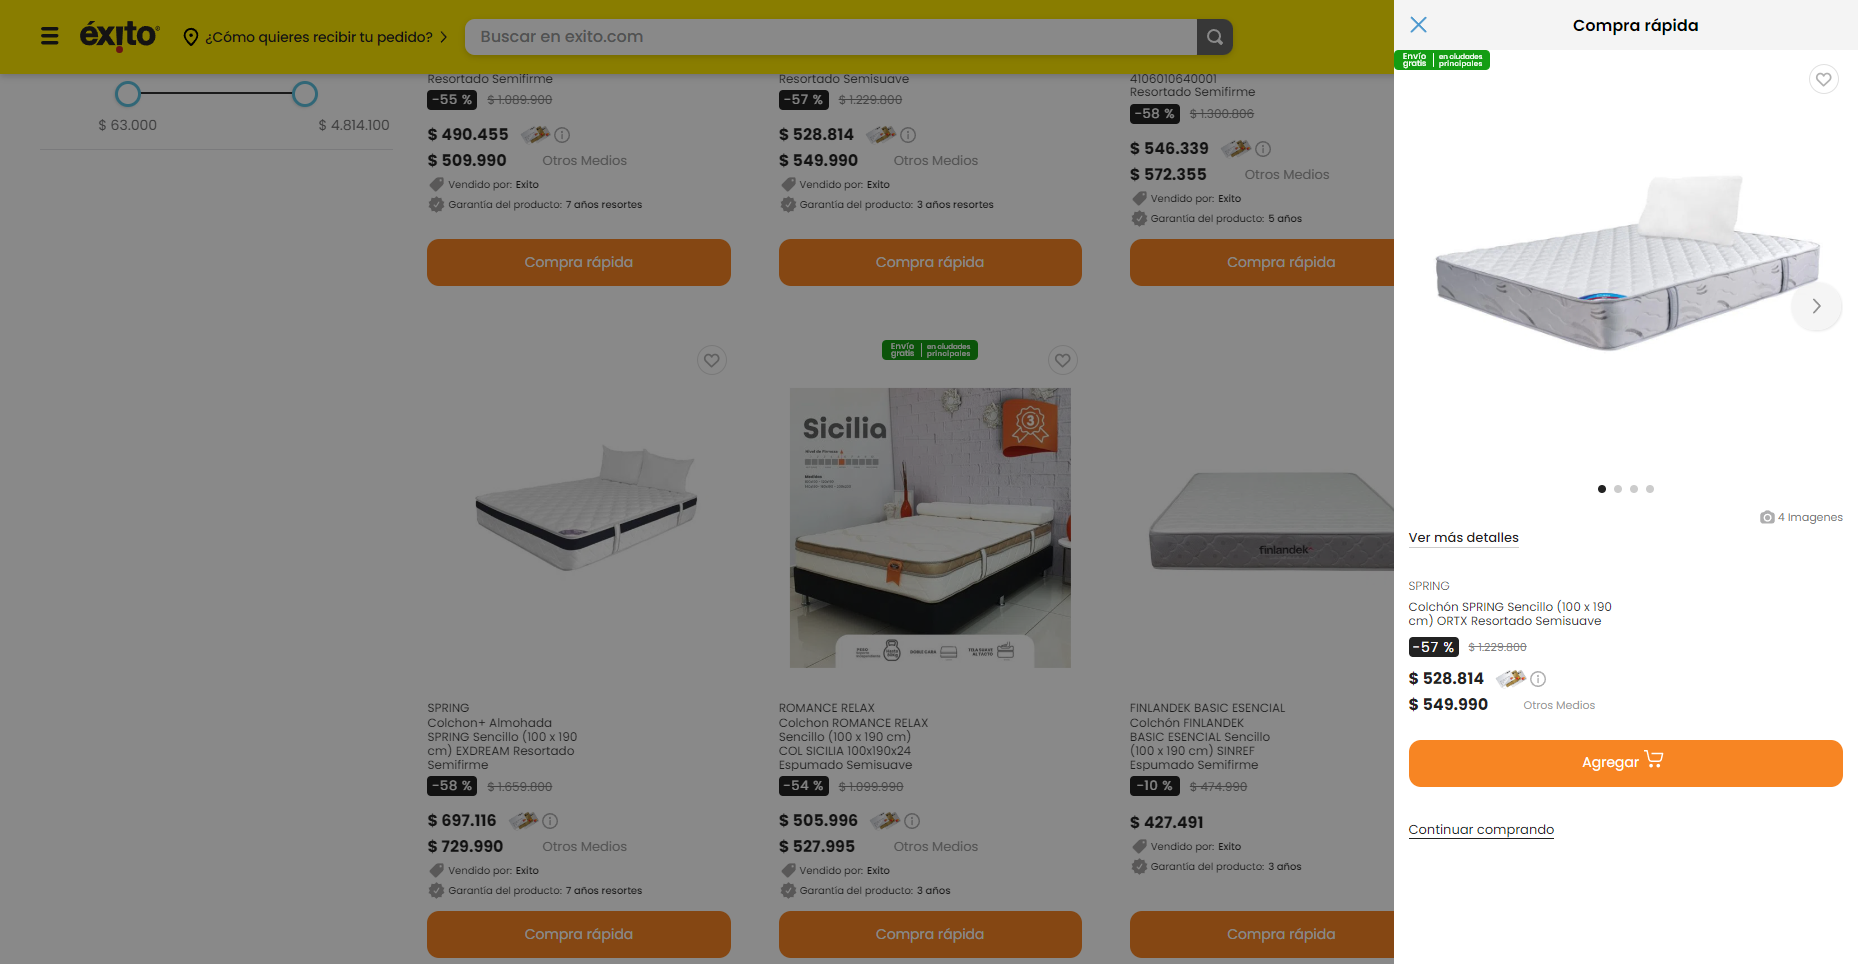 éxito
¿Cómo quieres recibir tu pedido?
Buscar en exito.com
$ 63.000
$ 4.814.100
Resortado Semifirme
-55 % $ 1.089.900
$ 490.455
$ 509.990 Otros Medios
Vendido por: Exito
Garantía del producto: 7 años resortes
Compra rápida
Resortado Semisuave
-57 % $ 1.229.800
$ 528.814
$ 549.990 Otros Medios
Vendido por: Exito
Garantía del producto: 3 años resortes
Compra rápida
4106010640001
Resortado Semifirme
-58 % $ 1.300.806
$ 546.339
$ 572.355 Otros Medios
Vendido por: Exito
Garantía del producto: 5 años
Compra rápida
SPRING
Colchon+ Almohada
SPRING Sencillo (100 x 190
cm) EXDREAM Resortado
Semifirme
-58 % $ 1.659.800
$ 697.116
$ 729.990 Otros Medios
Vendido por: Exito
Garantía del producto: 7 años resortes
Compra rápida
Envío gratis en ciudades principales
Sicilia
3
ROMANCE RELAX
Colchon ROMANCE RELAX
Sencillo (100 x 190 cm)
COL SICILIA 100x190x24
Espumado Semisuave
-54 % $ 1.099.990
$ 505.996
$ 527.995 Otros Medios
Vendido por: Exito
Garantía del producto: 3 años
Compra rápida
finlandek
FINLANDEK BASIC ESENCIAL
Colchón FINLANDEK
BASIC ESENCIAL Sencillo
(100 x 190 cm) SINREF
Espumado Semifirme
-10 % $ 474.990
$ 427.491
Vendido por: Exito
Garantía del producto: 3 años
Compra rápida
Compra rápida
Envío gratis en ciudades principales
4 Imagenes
Ver más detalles
SPRING
Colchón SPRING Sencillo (100 x 190
cm) ORTX Resortado Semisuave
-57 % $ 1.229.800
$ 528.814
$ 549.990 Otros Medios
Agregar
Continuar comprando